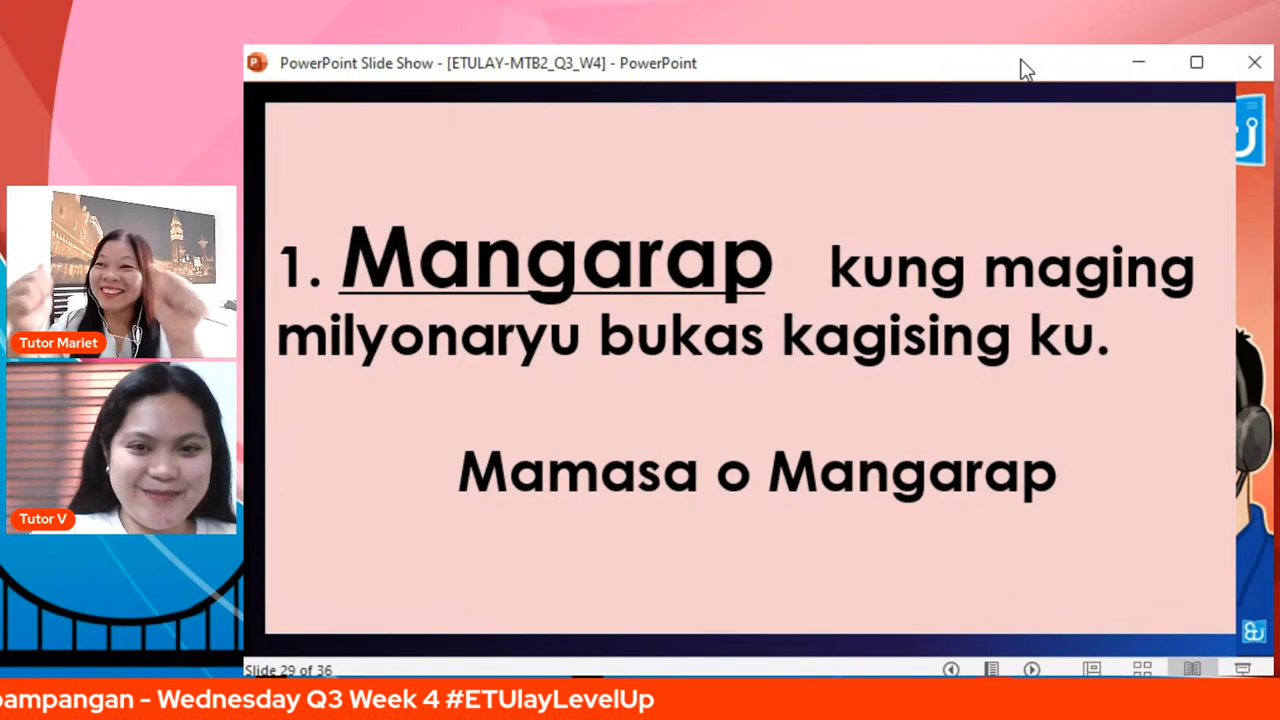 PowerPoint Slide Show - [ETULAY-MTB2_Q3_W4] - PowerPoint
1. Mangarap kung maging
milyonaryu bukas kagising ku.
Mamasa o Mangarap
Tutor Mariet
Tutor V
Slide 29 of 36
pampangan - Wednesday Q3 Week 4 #ETUlayLevelUp